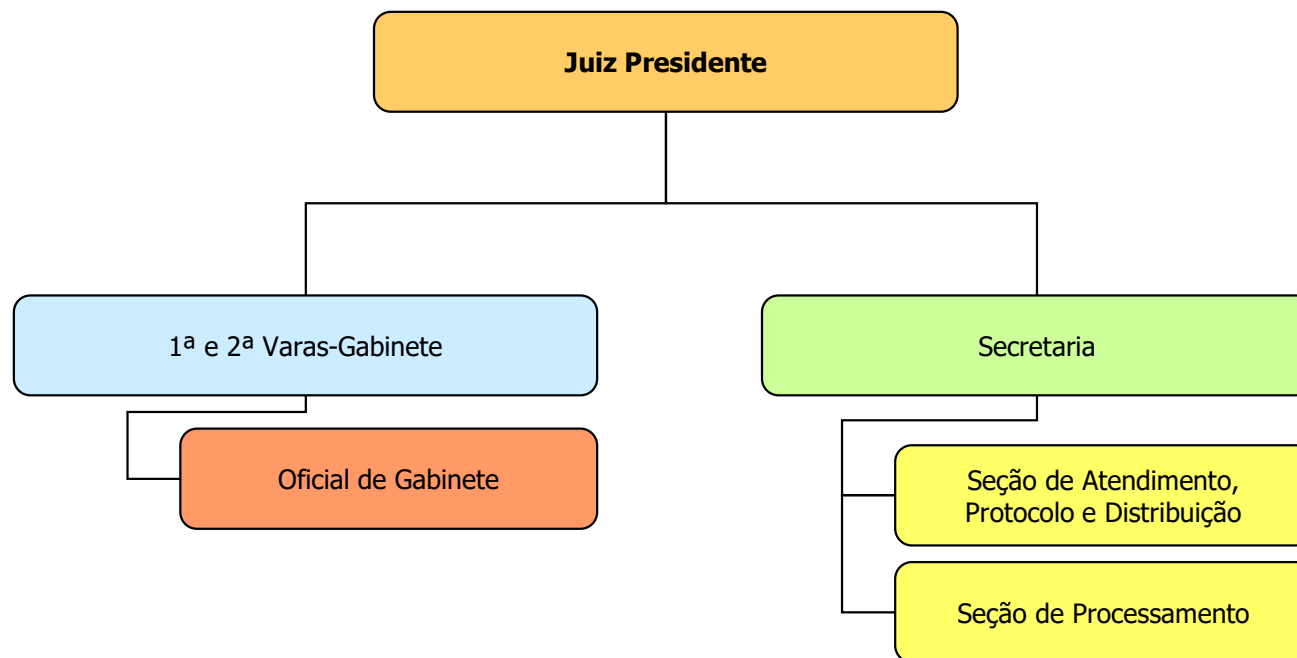 Juiz Presidente
1ª e 2ª Varas-Gabinete
Oficial de Gabinete
Secretaria
Seção de Atendimento,
Protocolo e Distribuição
Seção de Processamento